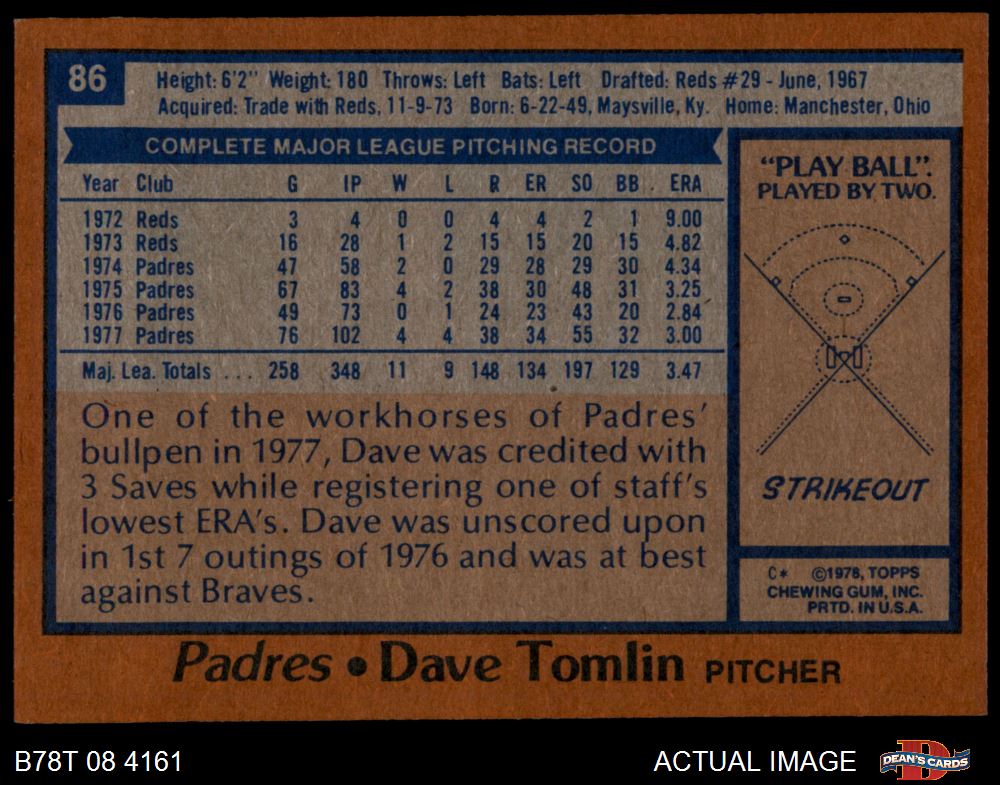 86
Height: 6'2" Weight: 180 Throws: Left Bats: Left Drafted: Reds #29 - June, 1967
Acquired: Trade with Reds, 11-9-73 Born: 6-22-49, Maysville, Ky. Home: Manchester, Ohio
COMPLETE MAJOR LEAGUE PITCHING RECORD
Year Club G IP W L R ER SO BB ERA
1972 Reds 3 4 0 0 4 4 2 1 9.00
1973 Reds 16 28 1 2 15 15 20 15 4.82
1974 Padres 47 58 2 0 29 28 29 30 4.34
1975 Padres 67 83 4 2 38 30 48 31 3.25
1976 Padres 49 73 0 1 24 23 43 20 2.84
1977 Padres 76 102 4 4 38 34 55 32 3.00
Maj. Lea. Totals ... 258 348 11 9 148 134 197 129 3.47
One of the workhorses of Padres'
bullpen in 1977, Dave was credited with
3 Saves while registering one of staff's
lowest ERA's. Dave was unscored upon
in 1st 7 outings of 1976 and was at best
against Braves.
"PLAY BALL".
PLAYED BY TWO.
STRIKEOUT
C* ©1978, TOPPS
CHEWING GUM, INC.
PRTD. IN U.S.A.
Padres • Dave Tomlin PITCHER
B78T 08 4161
ACTUAL IMAGE
DEAN'S CARDS